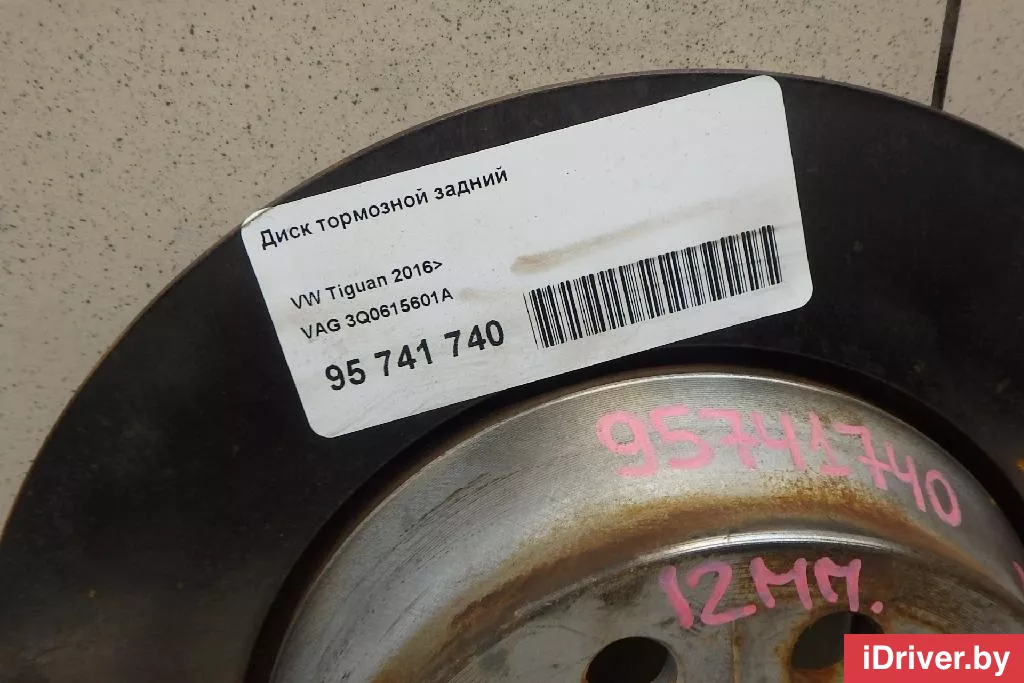 Диск тормозной задний
VW Tiguan 2016>
VAG 3Q0615601A
95 741 740
95741740
12мм.
iDriver.by